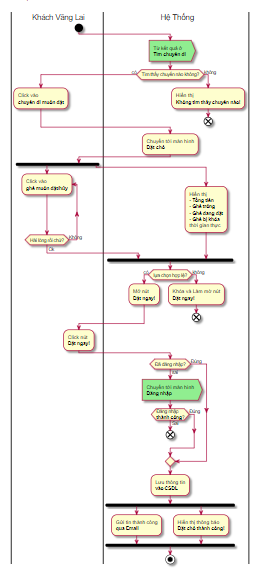 Khách Vãng Lai
Hệ Thống
Từ kết quả ở
Tìm chuyến đi
Tìm thấy chuyến nào không?
có
không
Click vào
chuyến đi muốn đặt
Hiển thị
Không tìm thấy chuyến nào!
Chuyển tới màn hình
Đặt chỗ
Click vào
ghế muốn đặt/hủy
Hiển thị
- Tổng tiền
- Ghế trống
- Ghế đang đặt
- Ghế bị khóa
thời gian thực
Hài lòng rồi chứ?
Không
Ok
lựa chọn hợp lệ?
có
không
Mở nút
Đặt ngay!
Khóa và Làm mờ nút
Đặt ngay!
Click nút
Đặt ngay!
Đã đăng nhập?
Đúng
Sai
Chuyển tới màn hình
Đăng nhập
Đăng nhập
thành công?
Đúng
Sai
Lưu thông tin
vào CSDL
Gửi tin thành công
qua Email
Hiển thị thông báo
Đặt chỗ thành công!